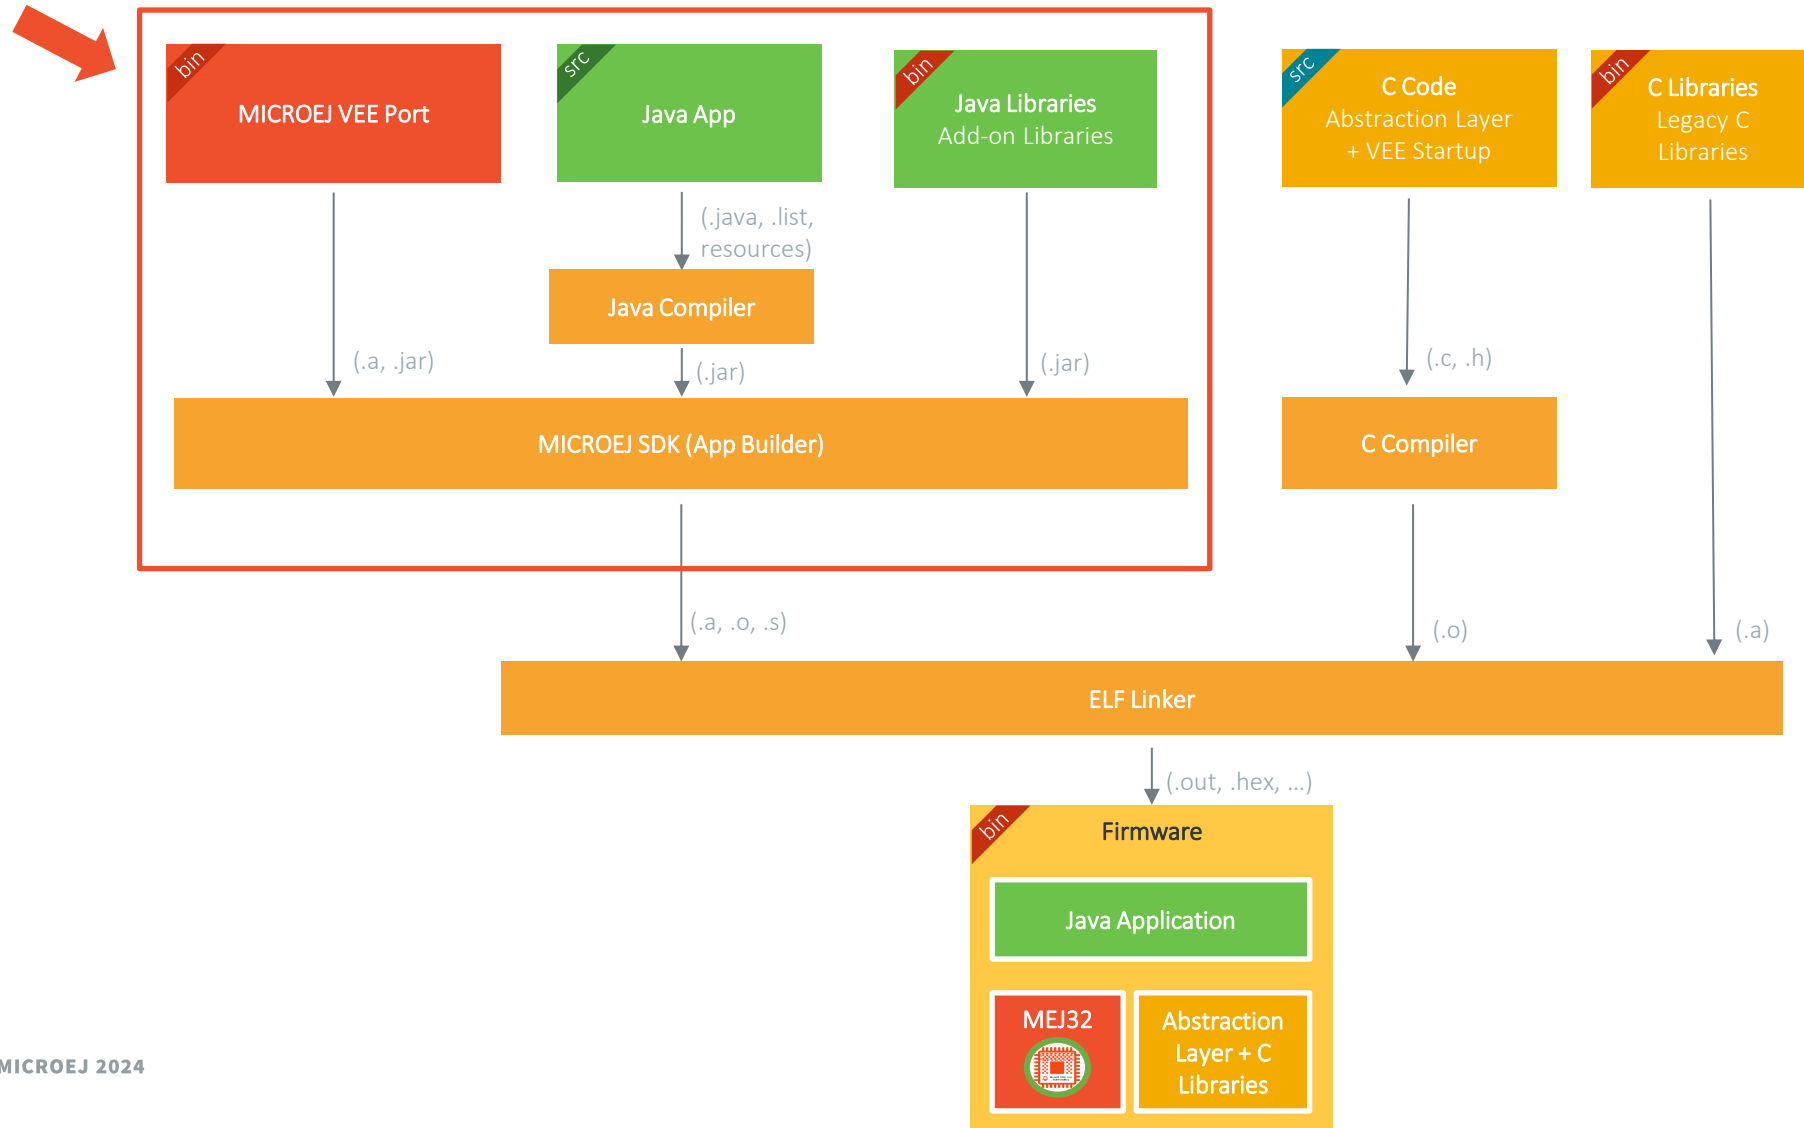 bin
MICROEJ VEE Port
src
Java App
bin
Java Libraries
Add-on Libraries
src
C Code
Abstraction Layer
+ VEE Startup
bin
C Libraries
Legacy C
Libraries
(.java, .list,
resources)
Java Compiler
(.a, .jar)
(.jar)
(.jar)
(.c, .h)
MICROEJ SDK (App Builder)
C Compiler
(.a, .o, .s)
(.o)
(.a)
ELF Linker
(.out, .hex, ...)
bin
Firmware
Java Application
MEJ32
Abstraction
Layer + C
Libraries
MICROEJ 2024